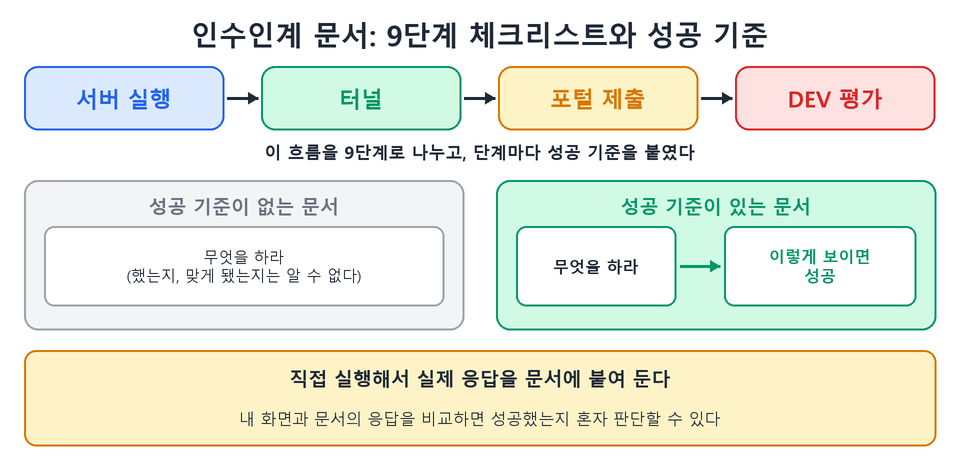 인수인계 문서: 9단계 체크리스트와 성공 기준
서버 실행
터널
포털 제출
DEV 평가
이 흐름을 9단계로 나누고, 단계마다 성공 기준을 붙였다
성공 기준이 없는 문서
무엇을 하라
(했는지, 맞게 됐는지는 알 수 없다)
성공 기준이 있는 문서
무엇을 하라
이렇게 보이면
성공
직접 실행해서 실제 응답을 문서에 붙여 둔다
내 화면과 문서의 응답을 비교하면 성공했는지 혼자 판단할 수 있다